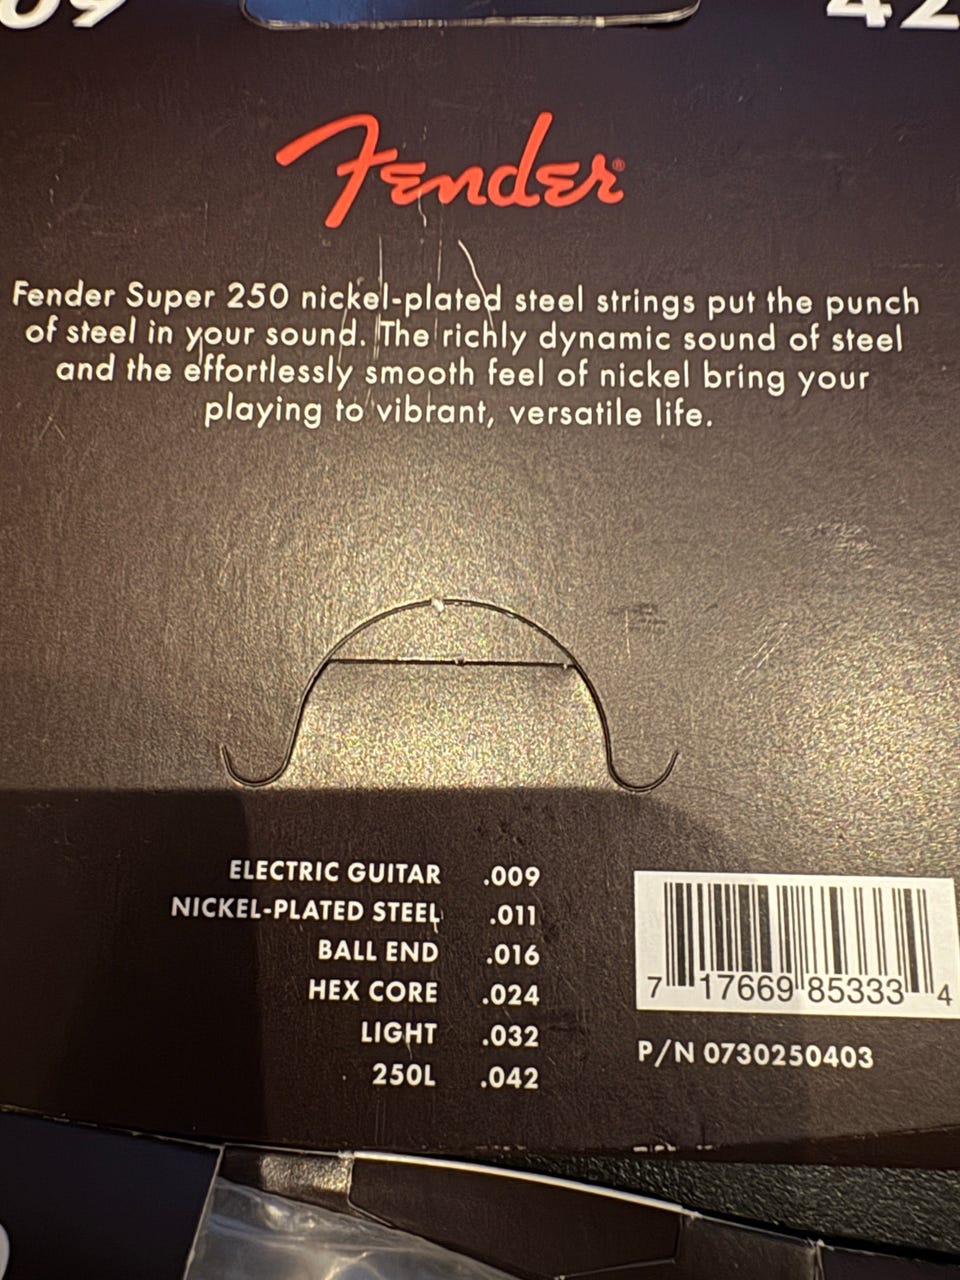 09 42
Fender®
Fender Super 250 nickel-plated steel strings put the punch
of steel in your sound. The richly dynamic sound of steel
and the effortlessly smooth feel of nickel bring your
playing to vibrant, versatile life.
ELECTRIC GUITAR .009
NICKEL-PLATED STEEL .011
BALL END .016
HEX CORE .024
LIGHT .032
250L .042
7 17669 85333 4
P/N 0730250403